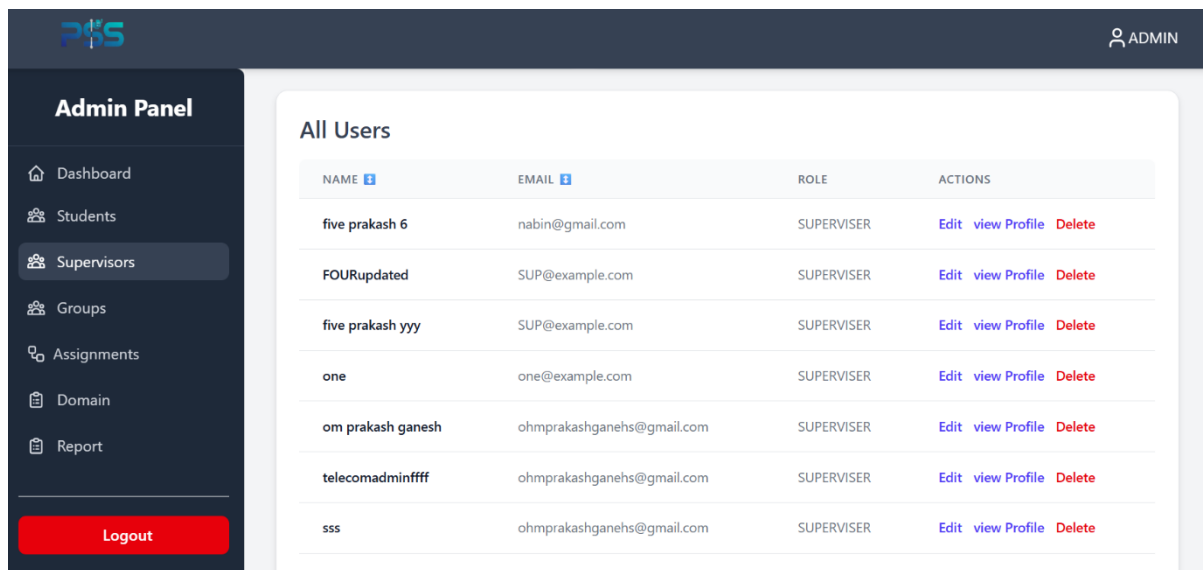 PSS
ADMIN
Admin Panel
Dashboard
Students
Supervisors
Groups
Assignments
Domain
Report
Logout
All Users
NAME EMAIL ROLE ACTIONS
five prakash 6 nabin@gmail.com SUPERVISER Edit view Profile Delete
FOURupdated SUP@example.com SUPERVISER Edit view Profile Delete
five prakash yyy SUP@example.com SUPERVISER Edit view Profile Delete
one one@example.com SUPERVISER Edit view Profile Delete
om prakash ganesh ohmprakashganehs@gmail.com SUPERVISER Edit view Profile Delete
telecomadminffff ohmprakashganehs@gmail.com SUPERVISER Edit view Profile Delete
sss ohmprakashganehs@gmail.com SUPERVISER Edit view Profile Delete